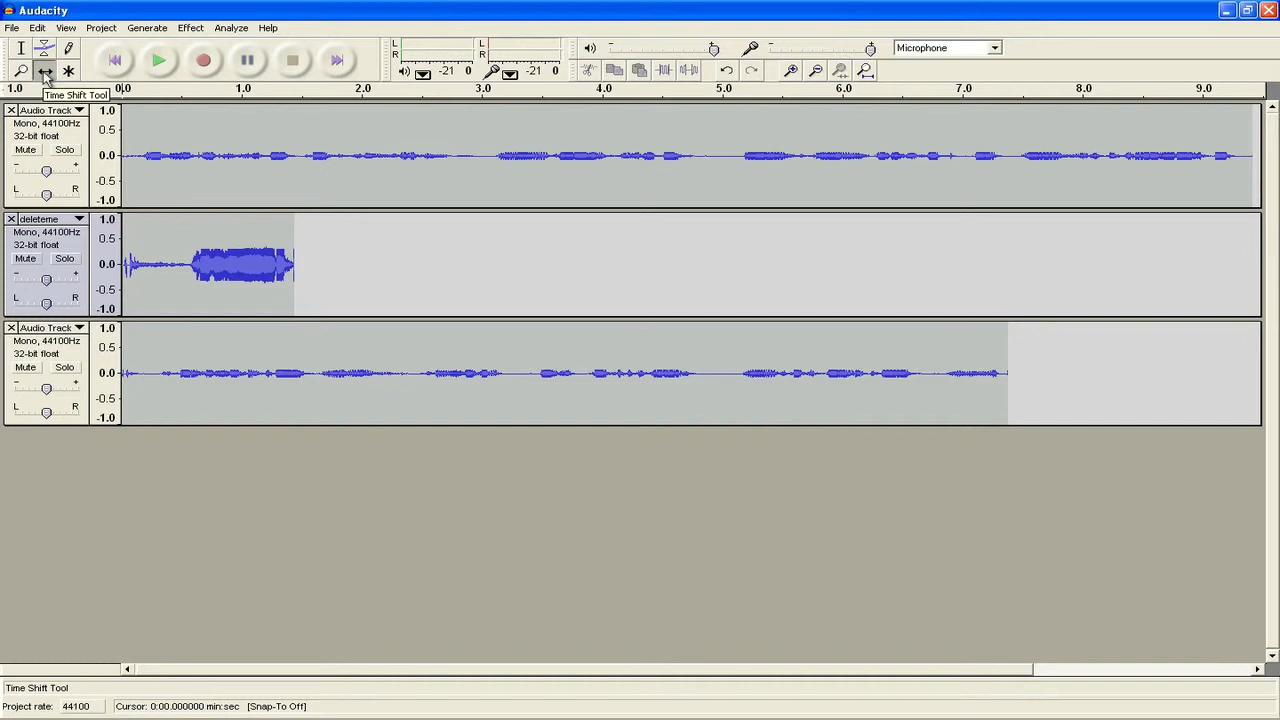 Audacity
File Edit View Project Generate Effect Analyze Help
L
R
L
R
-21 0
-21 0
Microphone
Time Shift Tool
1.0 0.0 1.0 2.0 3.0 4.0 5.0 6.0 7.0 8.0 9.0
Audio Track
Mono, 44100Hz
32-bit float
Mute Solo
- +
L R
1.0
0.5
0.0
-0.5
-1.0
deleteme
Mono, 44100Hz
32-bit float
Mute Solo
- +
L R
1.0
0.5
0.0
-0.5
-1.0
Audio Track
Mono, 44100Hz
32-bit float
Mute Solo
- +
L R
1.0
0.5
0.0
-0.5
-1.0
Time Shift Tool
Project rate: 44100 Cursor: 0:00.000000 min:sec [Snap-To Off]